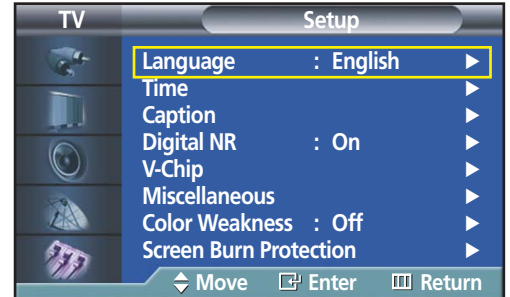 TV Setup
Language : English
Time
Caption
Digital NR : On
V-Chip
Miscellaneous
Color Weakness : Off
Screen Burn Protection
Move Enter Return